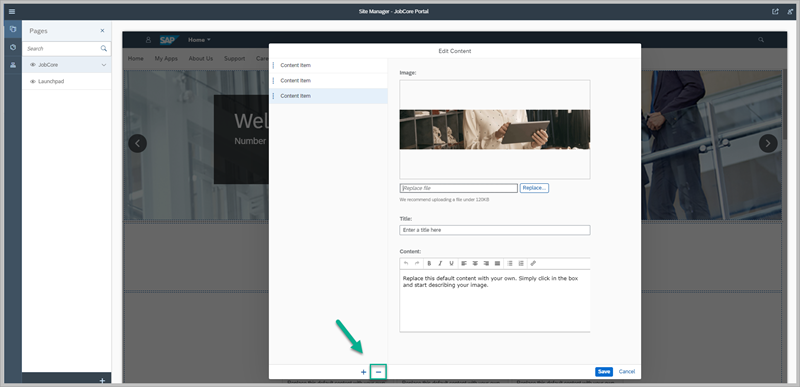 Site Manager - JobCore Portal
Pages
Search
JobCore
Launchpad
SAP
Home
Home My Apps About Us Support Care
Wel
Number
Edit Content
Content Item
Content Item
Content Item
Image:
Replace file
Replace...
We recommend uploading a file under 120KB
Title:
Enter a title here
Content:
B I U
Replace this default content with your own. Simply click in the box
and start describing your image.
Save Cancel